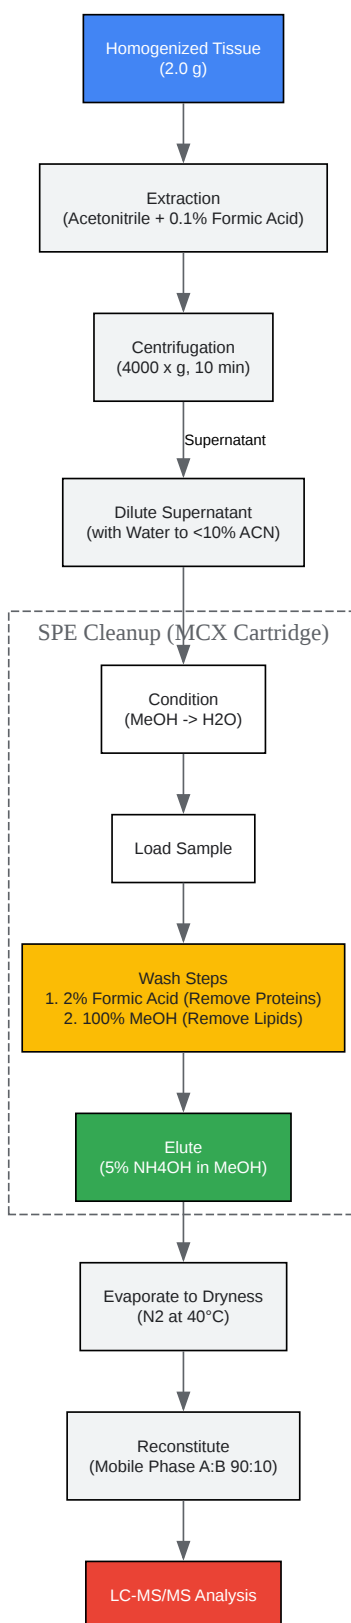 Homogenized Tissue
(2.0 g)
Extraction
(Acetonitrile + 0.1% Formic Acid)
Centrifugation
(4000 x g, 10 min)
Supernatant
Dilute Supernatant
(with Water to <10% ACN)
SPE Cleanup (MCX Cartridge)
Condition
(MeOH -> H2O)
Load Sample
Wash Steps
1. 2% Formic Acid (Remove Proteins)
2. 100% MeOH (Remove Lipids)
Elute
(5% NH4OH in MeOH)
Evaporate to Dryness
(N2 at 40°C)
Reconstitute
(Mobile Phase A:B 90:10)
LC-MS/MS Analysis